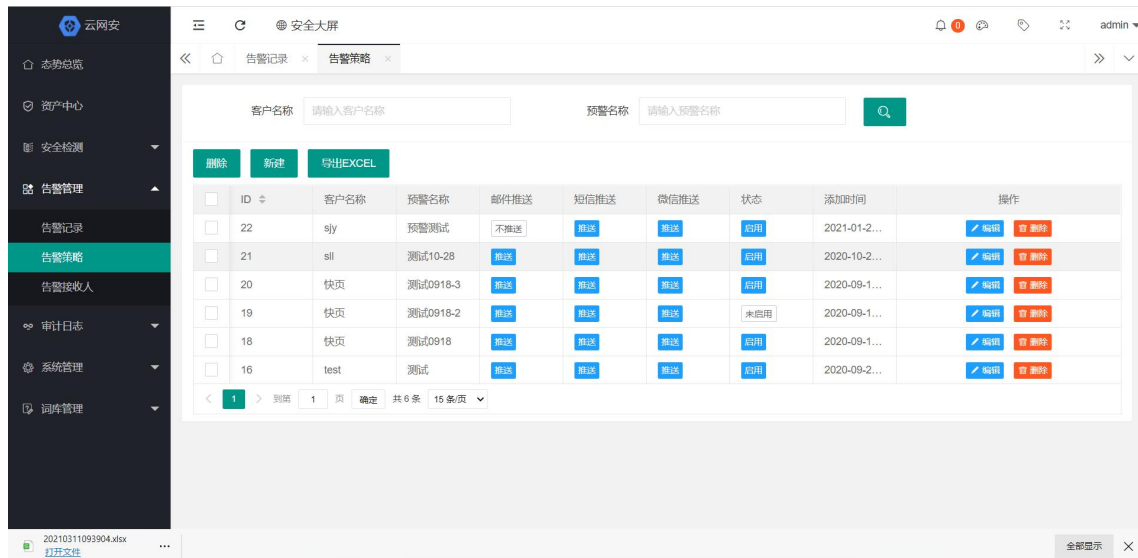 云网安
安全大屏
0
admin
态势总览
告警记录 ×
告警策略 ×
资产中心
安全检测
告警管理
告警记录
告警策略
告警接收人
审计日志
系统管理
词库管理
客户名称 请输入客户名称 预警名称 请输入预警名称
删除 新建 导出EXCEL
ID 客户名称 预警名称 邮件推送 短信推送 微信推送 状态 添加时间 操作
22 sjy 预警测试 不推送 推送 推送 启用 2021-01-2... 编辑 删除
21 sll 测试10-28 推送 推送 推送 启用 2020-10-2... 编辑 删除
20 快页 测试0918-3 推送 推送 推送 启用 2020-09-1... 编辑 删除
19 快页 测试0918-2 推送 推送 推送 未启用 2020-09-1... 编辑 删除
18 快页 测试0918 推送 推送 推送 启用 2020-09-1... 编辑 删除
16 test 测试 推送 推送 推送 启用 2020-09-2... 编辑 删除
1 到第 1 页 确定 共 6 条 15 条/页
20210311093904.xlsx
打开文件
...
全部显示